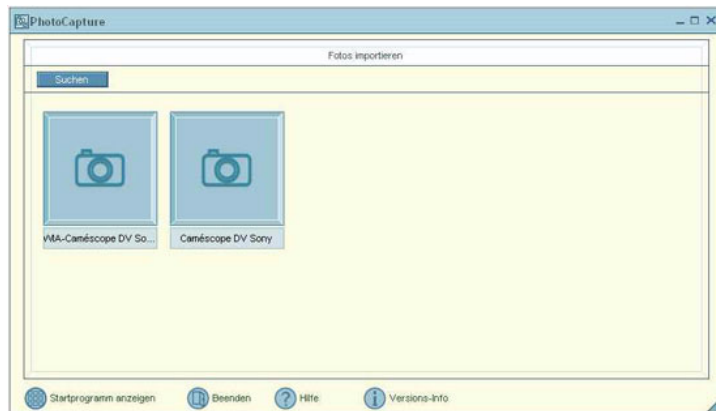 PhotoCapture
Fotos importieren
Suchen
WIA-Caméscope DV So...
Caméscope DV Sony
Startprogramm anzeigen
Beenden
Hilfe
Versions-Info